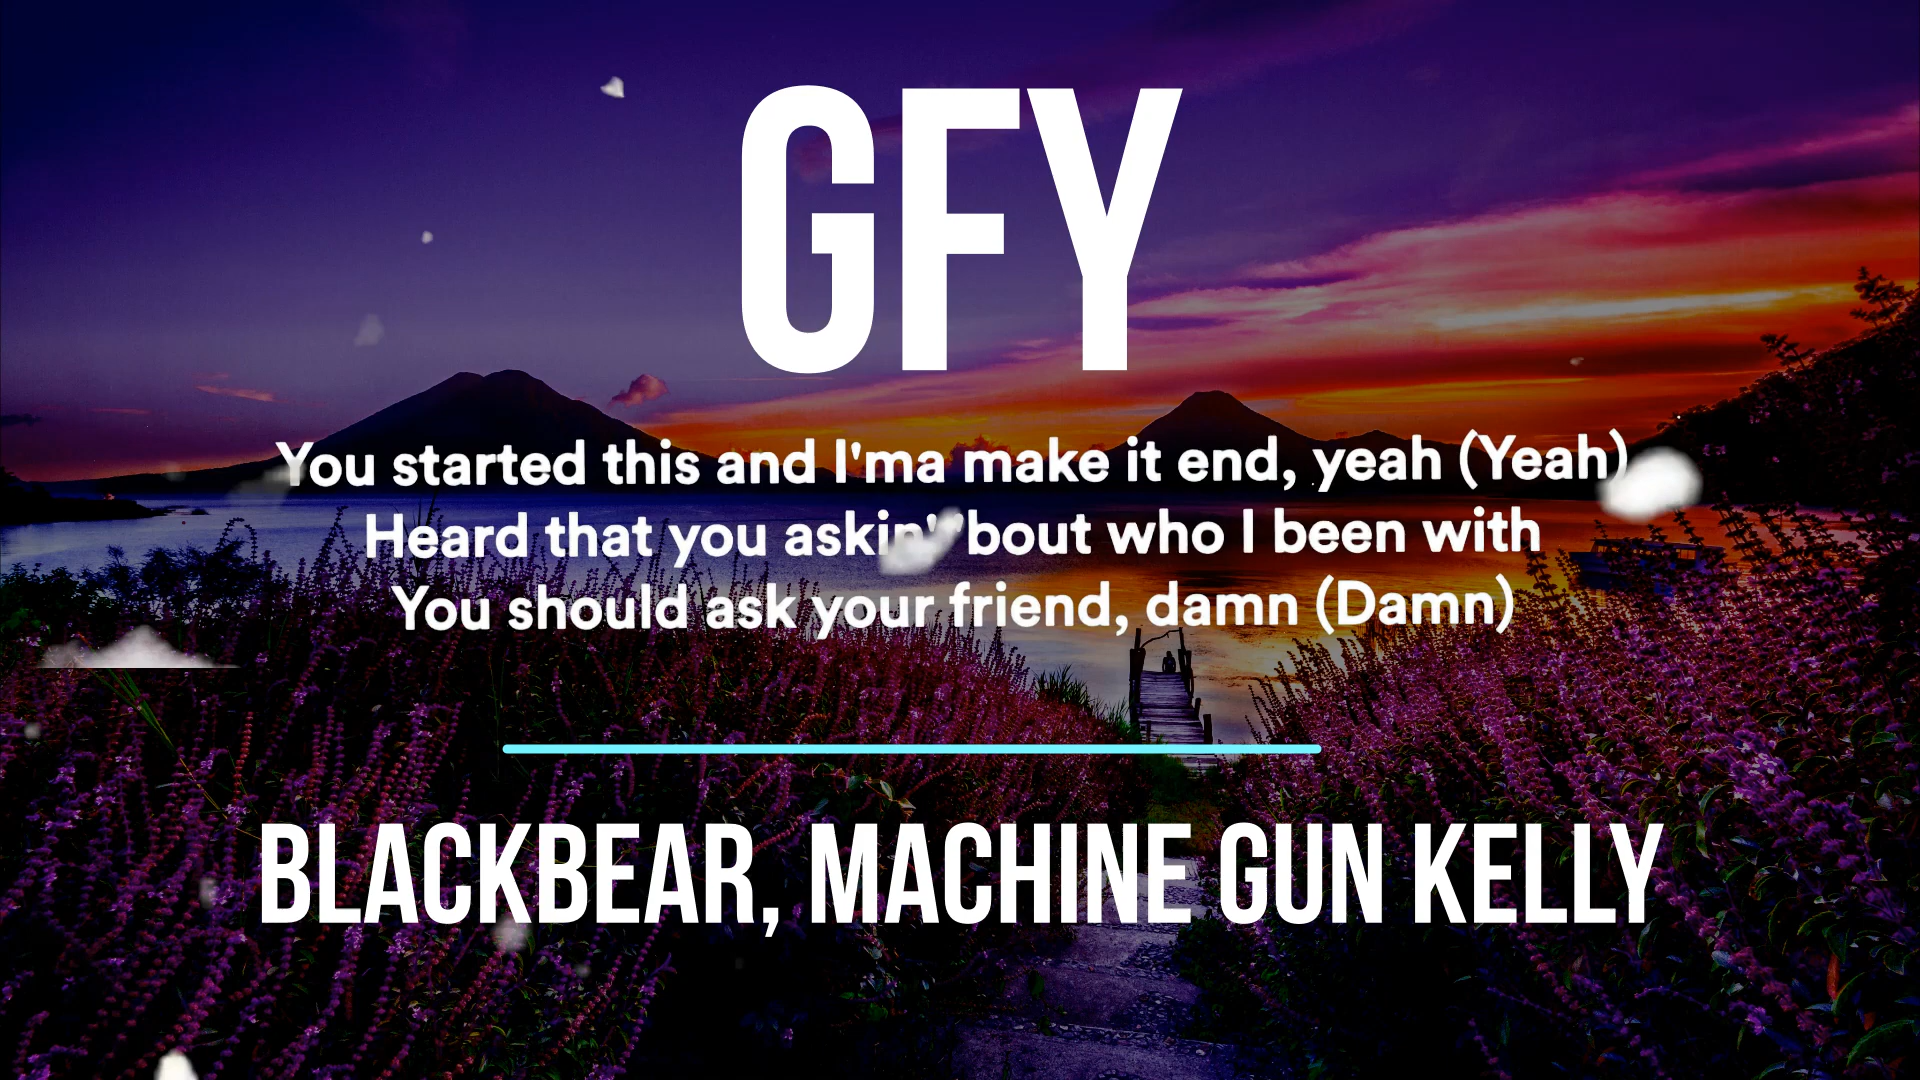 GFY
You started this and I'ma make it end, yeah (Yeah)
Heard that you askin' 'bout who I been with
You should ask your friend, damn (Damn)
BLACKBEAR, MACHINE GUN KELLY